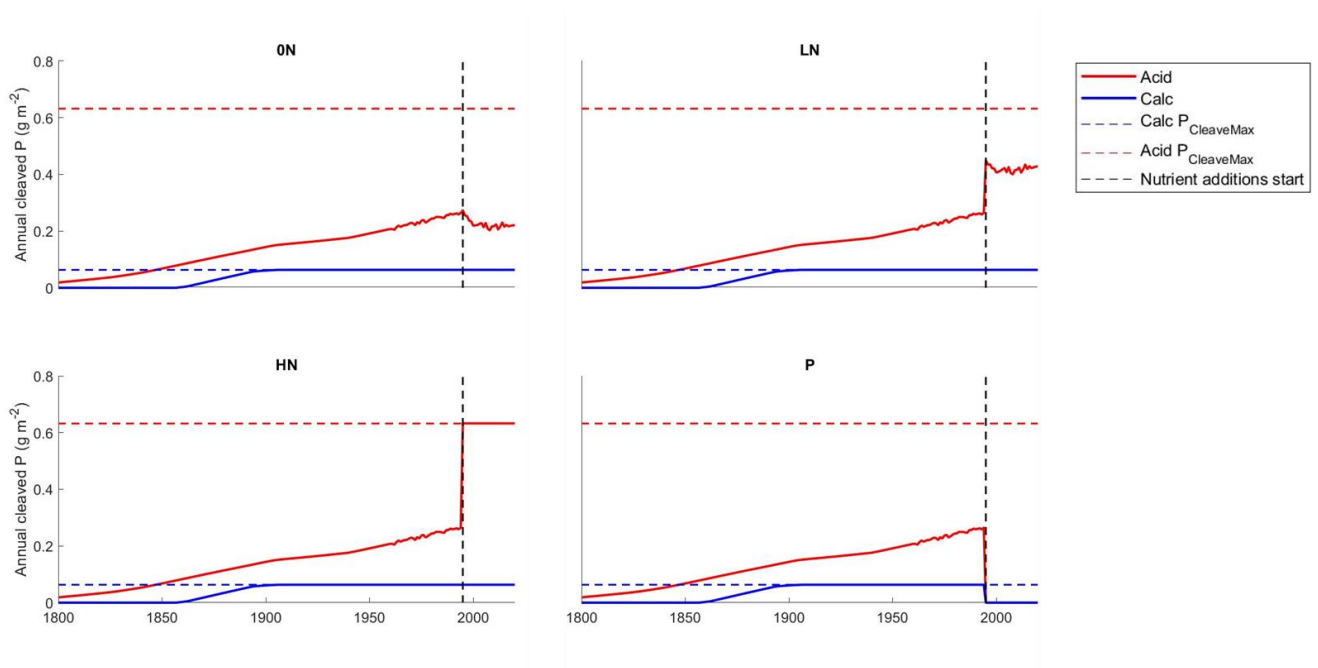 0N
LN
0.8
0.6
0.4
0.2
0
Annual cleaved P (g m-2)
Acid
Calc
Calc PCleaveMax
Acid PCleaveMax
Nutrient additions start
HN
P
0.8
0.6
0.4
0.2
0
Annual cleaved P (g m-2)
1800 1850 1900 1950 2000
1800 1850 1900 1950 2000